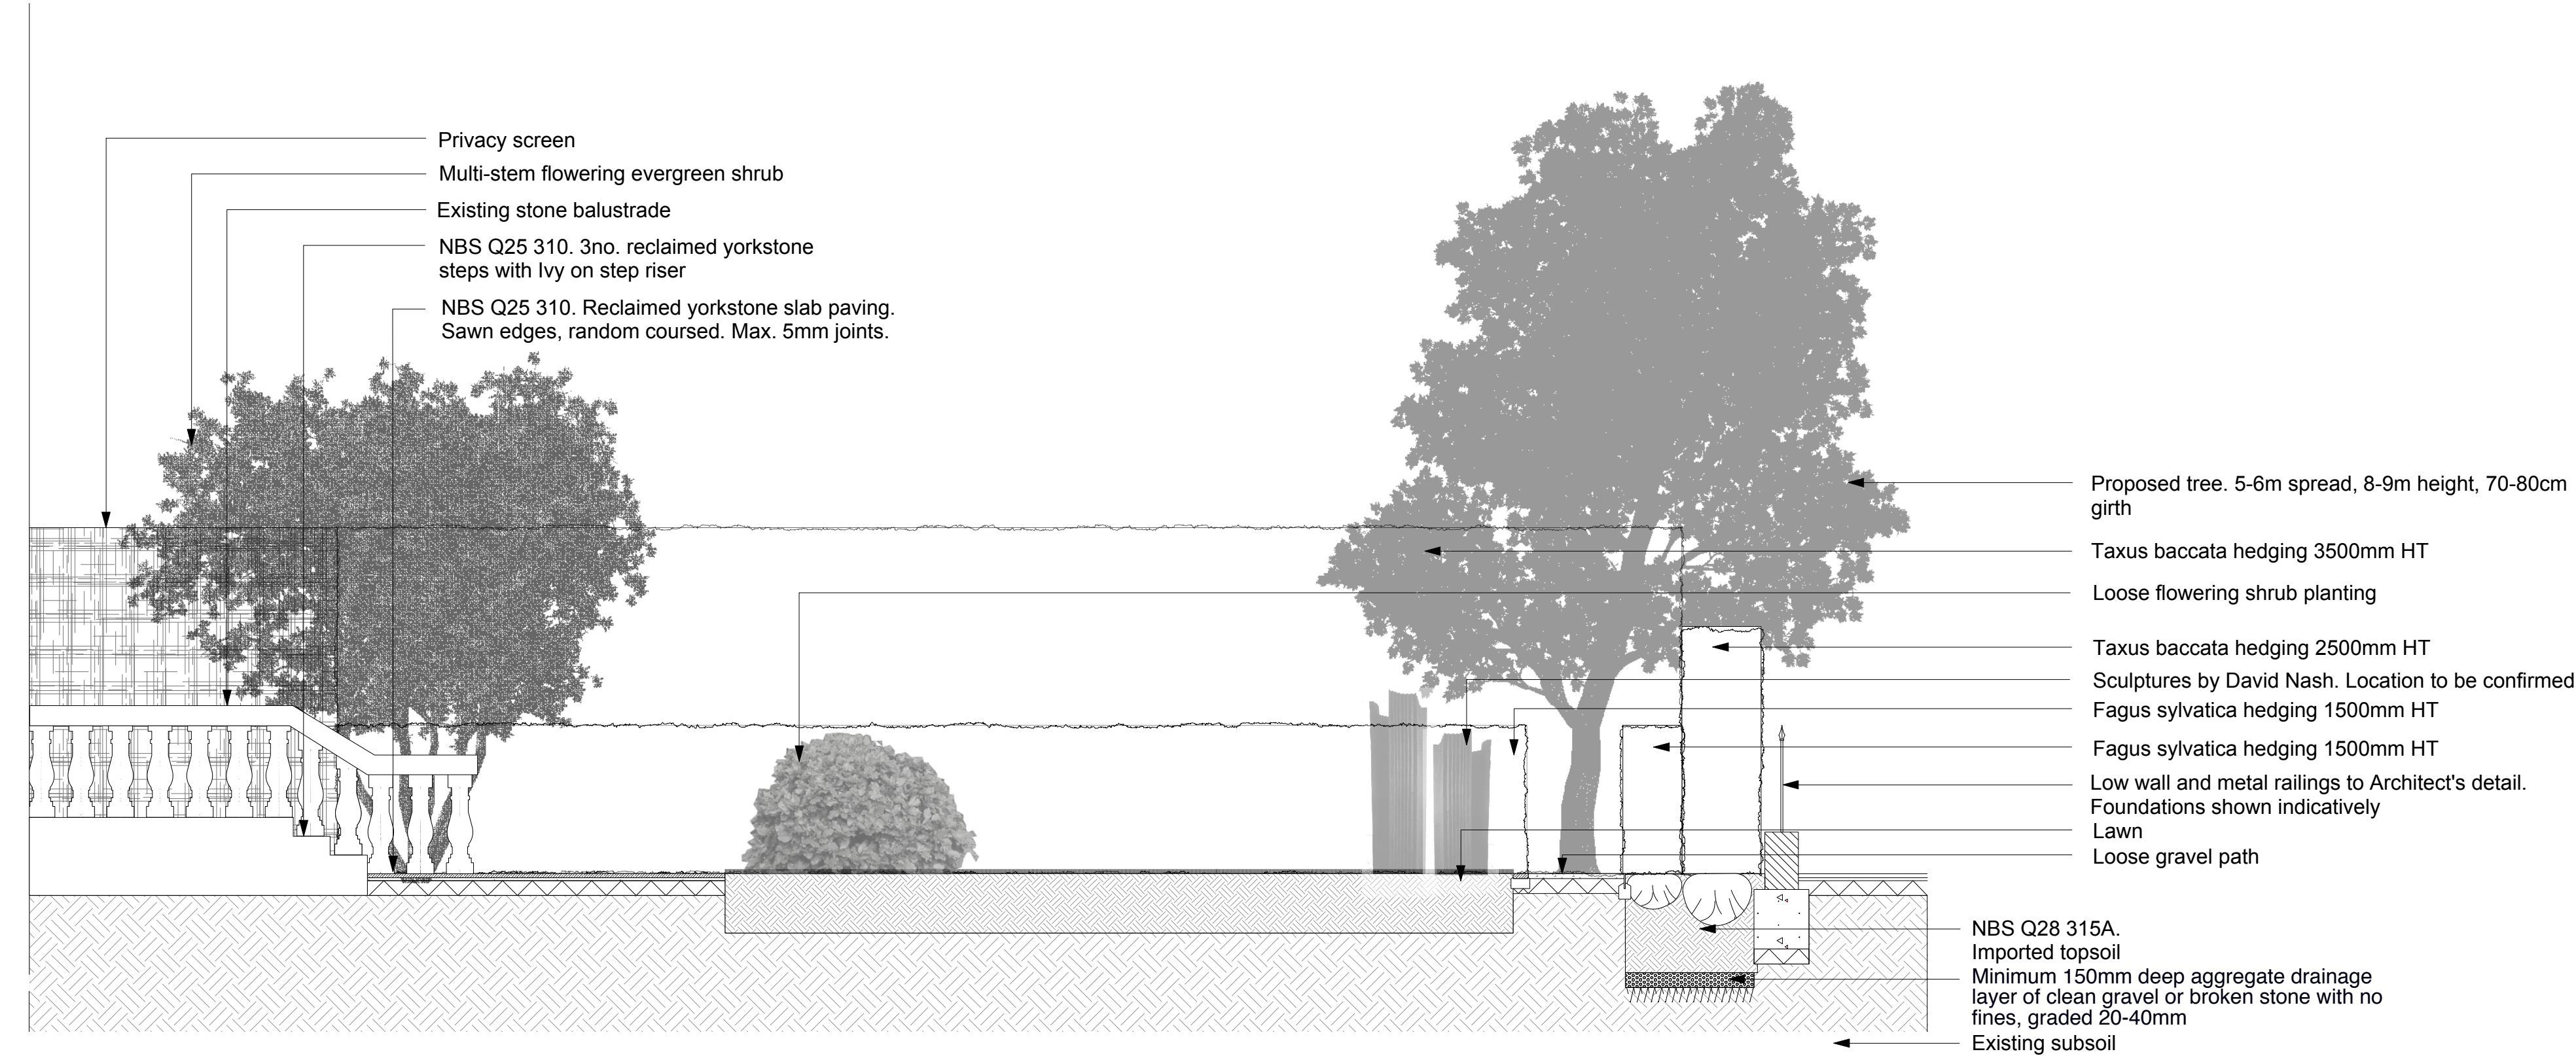 Privacy screen
Multi-stem flowering evergreen shrub
Existing stone balustrade
NBS Q25 310. 3no. reclaimed yorkstone
steps with Ivy on step riser
NBS Q25 310. Reclaimed yorkstone slab paving.
Sawn edges, random coursed. Max. 5mm joints.
Proposed tree. 5-6m spread, 8-9m height, 70-80cm
girth
Taxus baccata hedging 3500mm HT
Loose flowering shrub planting
Taxus baccata hedging 2500mm HT
Sculptures by David Nash. Location to be confirmed
Fagus sylvatica hedging 1500mm HT
Fagus sylvatica hedging 1500mm HT
Low wall and metal railings to Architect's detail.
Foundations shown indicatively
Lawn
Loose gravel path
NBS Q28 315A.
Imported topsoil
Minimum 150mm deep aggregate drainage
layer of clean gravel or broken stone with no
fines, graded 20-40mm
Existing subsoil